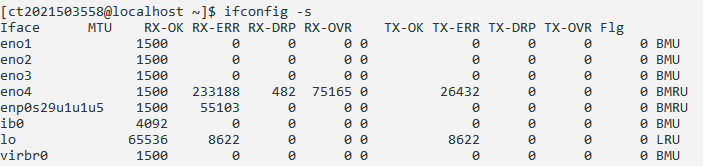 [ct2021503558@localhost ~]$ ifconfig -s
Iface      MTU    RX-OK RX-ERR RX-DRP RX-OVR    TX-OK TX-ERR TX-DRP TX-OVR Flg
eno1             1500        0      0      0 0             0      0      0      0 BMU
eno2             1500        0      0      0 0             0      0      0      0 BMU
eno3             1500        0      0      0 0             0      0      0      0 BMU
eno4             1500   233188    482  75165 0         26432      0      0      0 BMRU
enp0s29u1u1u5    1500    55103      0      0 0             0      0      0      0 BMRU
ib0              4092        0      0      0 0             0      0      0      0 BMU
lo              65536     8622      0      0 0          8622      0      0      0 LRU
virbr0           1500        0      0      0 0             0      0      0      0 BMU